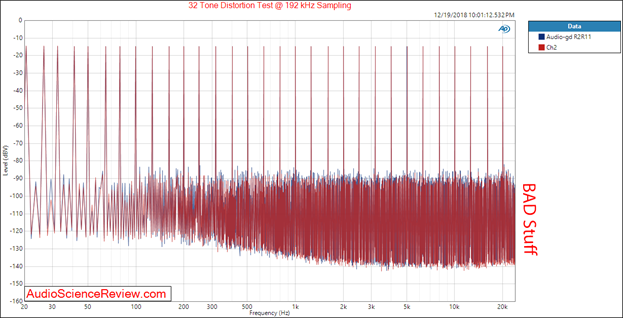 32 Tone Distortion Test @ 192 kHz Sampling
12/19/2018 10:01:12.532 PM
Data
Audio-gd R2R11
Ch2
AP
Level (dBV)
0
-10
-20
-30
-40
-50
-60
-70
-80
-90
-100
-110
-120
-130
-140
-150
-160
BAD Stuff
AudioScienceReview.com
20 30 50 100 200 300 500 1k 2k 3k 5k 10k 20k
Frequency (Hz)